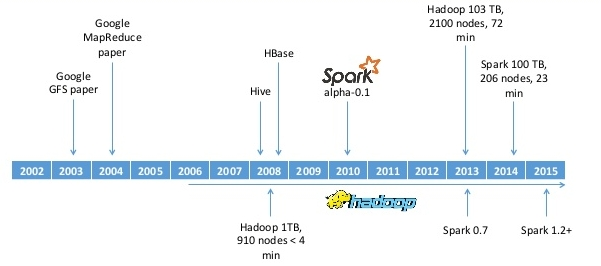 Google
MapReduce
paper
Google
GFS paper
Hive
HBase
Spark
alpha-0.1
Hadoop 103 TB,
2100 nodes, 72
min
Spark 100 TB,
206 nodes, 23
min
2002 2003 2004 2005 2006 2007 2008 2009 2010 2011 2012 2013 2014 2015
Hadoop 1TB,
910 nodes < 4
min
hadoop
Spark 0.7
Spark 1.2+